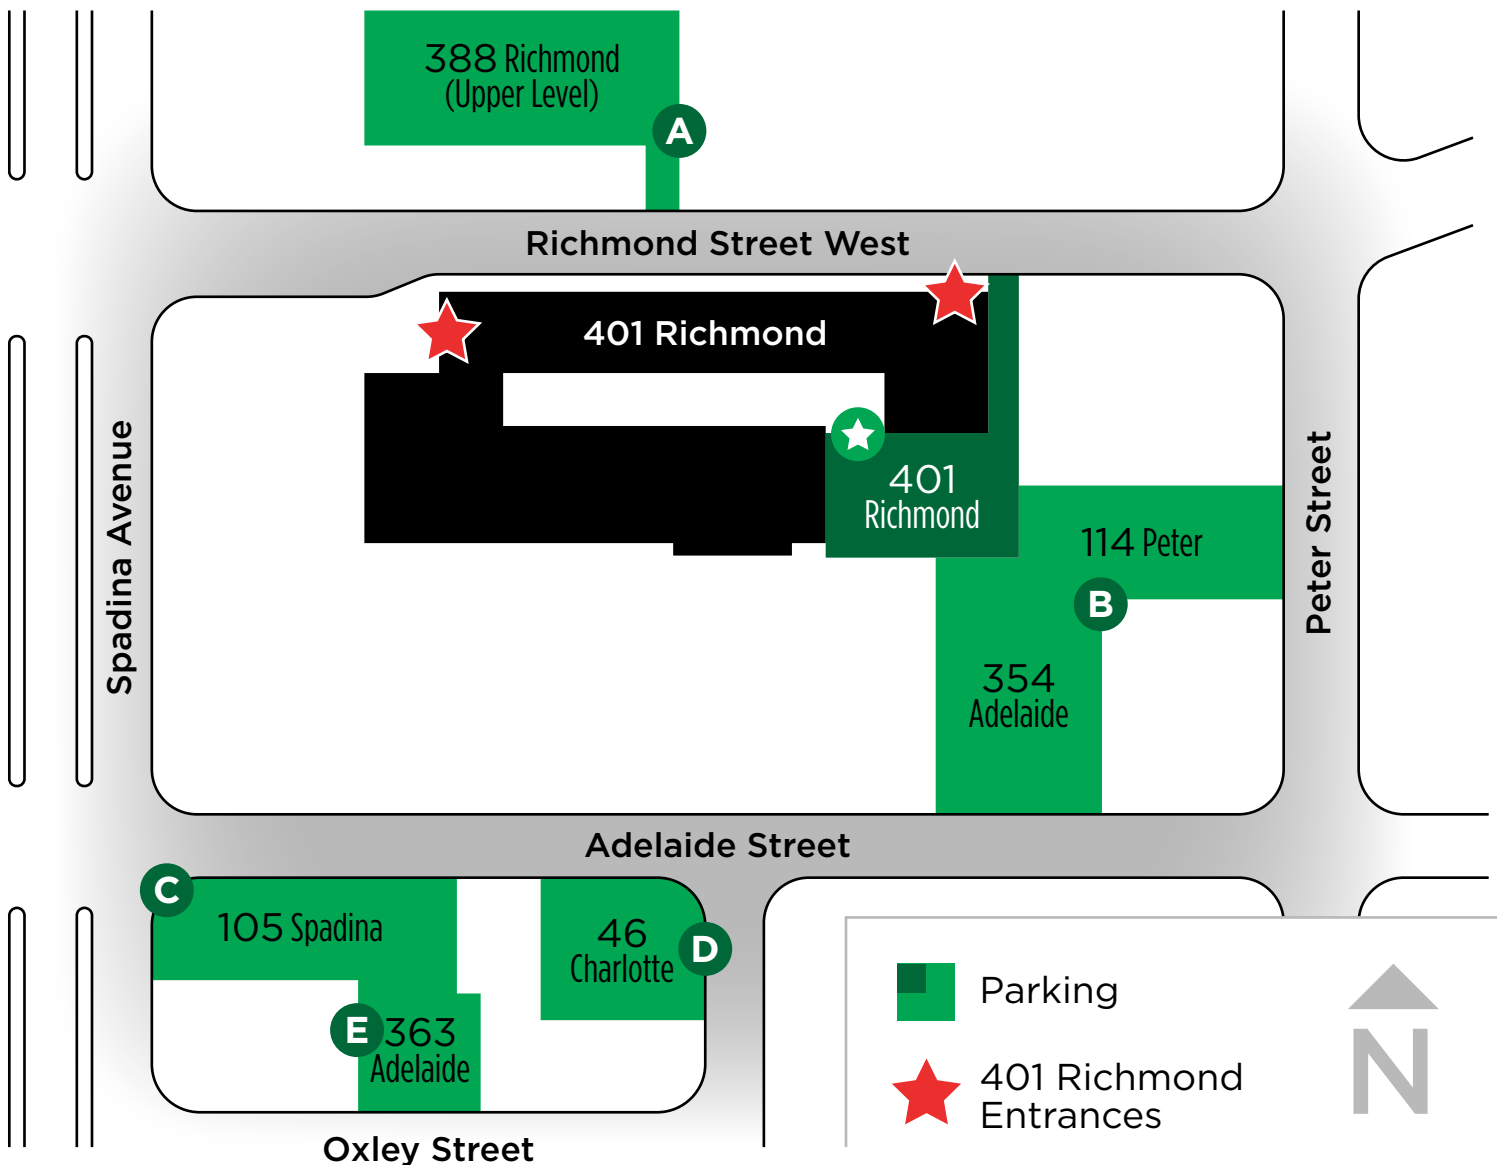 388 Richmond
(Upper Level)
A
Richmond Street West
401 Richmond
401
Richmond
Spadina Avenue
Peter Street
114 Peter
B
354
Adelaide
Adelaide Street
C
105 Spadina
46
Charlotte
D
E
363
Adelaide
Parking
401 Richmond
Entrances
N
Oxley Street